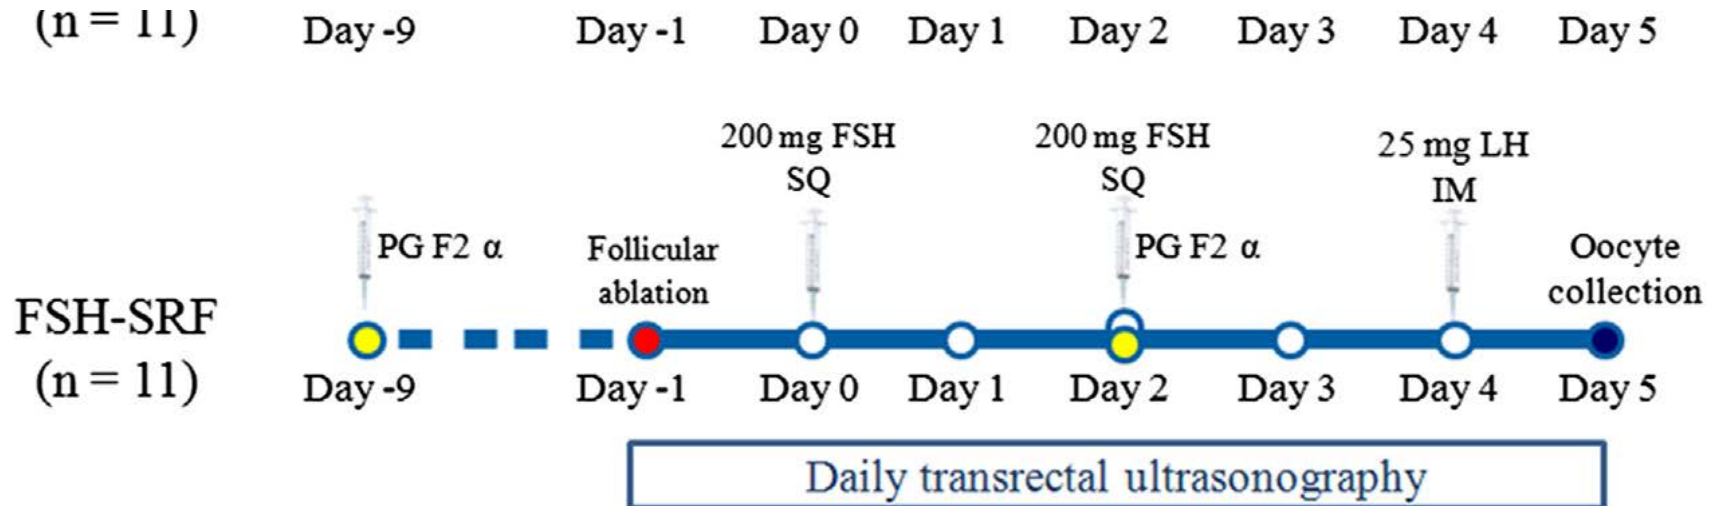 (n = 11) Day -9 Day -1 Day 0 Day 1 Day 2 Day 3 Day 4 Day 5
200 mg FSH SQ
200 mg FSH SQ
25 mg LH IM
PG F2 α
Follicular ablation
PG F2 α
Oocyte collection
FSH-SRF
(n = 11) Day -9 Day -1 Day 0 Day 1 Day 2 Day 3 Day 4 Day 5
Daily transrectal ultrasonography